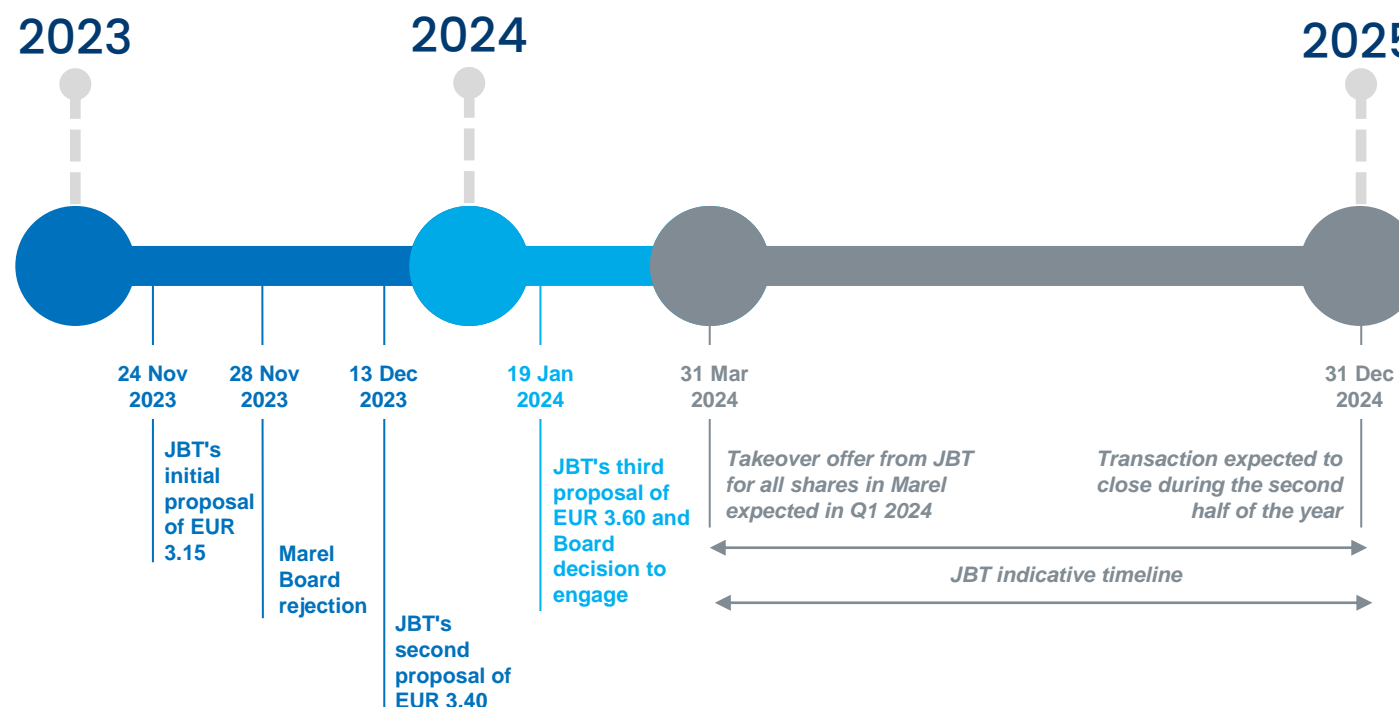 2023
2024
2025
24 Nov
2023
28 Nov
2023
13 Dec
2023
19 Jan
2024
31 Mar
2024
31 Dec
2024
JBT's
initial
proposal
of EUR
3.15
Marel
Board
rejection
JBT's
second
proposal of
EUR 3.40
JBT's third
proposal of
EUR 3.60 and
Board
decision to
engage
Takeover offer from JBT
for all shares in Marel
expected in Q1 2024
Transaction expected to
close during the second
half of the year
JBT indicative timeline